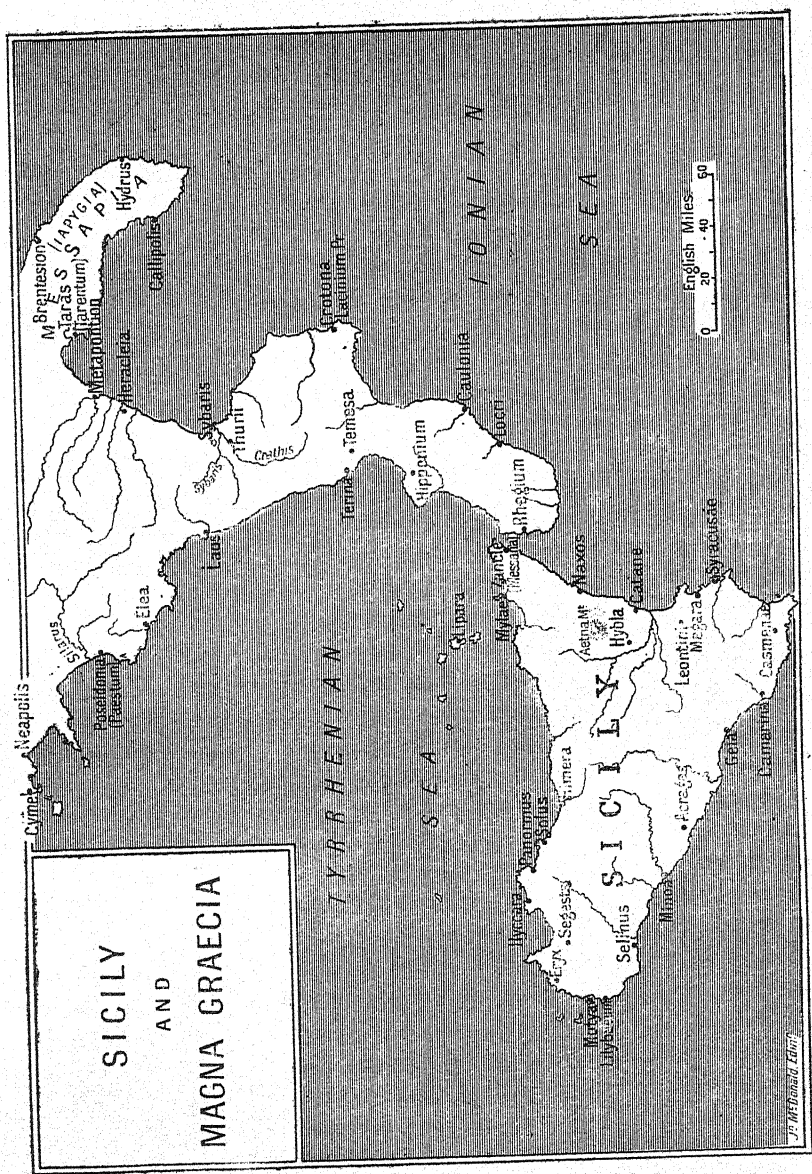 SICILY
AND
MAGNA GRAECIA
Cyme
Neapolis
Silarus
Poseidonia
(Paestum)
Elea
Laus
Metapontion
Heracleia
Taras
(Tarentum)
Brentesion
MESSAPIA
(IAPYGIA)
Hydrus
Callipolis
Sybaris
Sybaris
Thurii
Crathis
Crotona
Lacinium Pr.
Terina
Temesa
Hipponium
Caulonia
Locri
Rhegium
TYRRHENIAN
SEA
IONIAN
SEA
Lipara
Mylae
Zancle
(Messana)
Naxos
Aetna Mt
Catane
Hybla
Leontini
Megara
Syracusae
Casmenae
Camarina
Gela
Acragas
Minoa
Selinus
Lilybaeum
Motya
Eryx
Segesta
Hyccara
Panormus
Solus
Himera
SICILY
English Miles
0 20 40 60